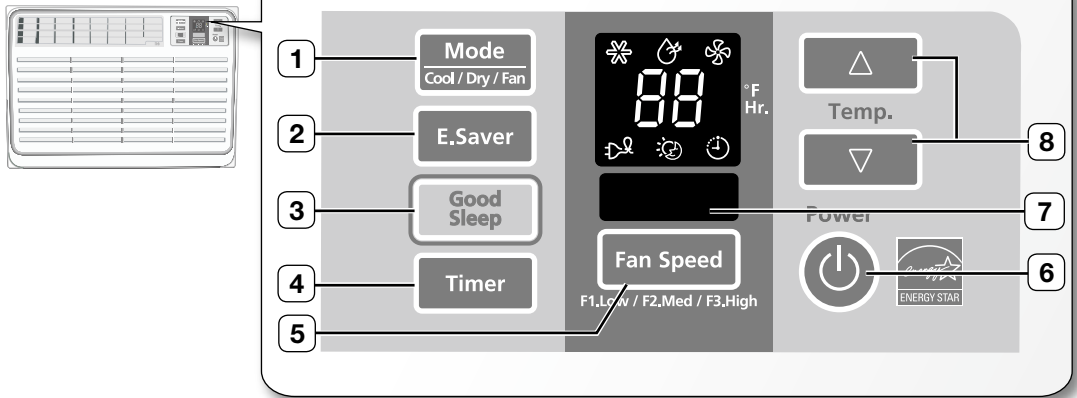 1
Mode
Cool / Dry / Fan
2
E.Saver
3
Good
Sleep
4
Timer
5
88
°F
Hr.
Fan Speed
F1.Low / F2.Med / F3.High
Temp.
8
7
Power
6
energy
ENERGY STAR